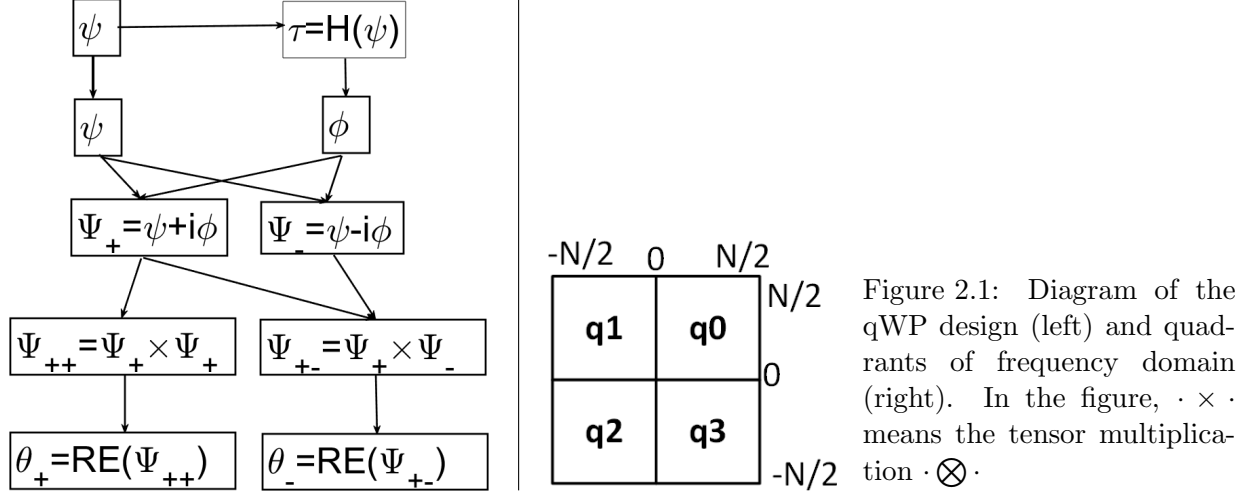 ψ
τ=H(ψ)
ψ
ϕ
Ψ₊=ψ+iϕ
Ψ₋=ψ-iϕ
Ψ₊₊=Ψ₊×Ψ₊
Ψ₊₋=Ψ₊×Ψ₋
θ₊=RE(Ψ₊₊)
θ₋=RE(Ψ₊₋)
-N/2 0 N/2
N/2
q1 q0
0
q2 q3
-N/2
Figure 2.1: Diagram of the
qWP design (left) and quad-
rants of frequency domain
(right). In the figure, · × ·
means the tensor multiplica-
tion · ⨂ ·